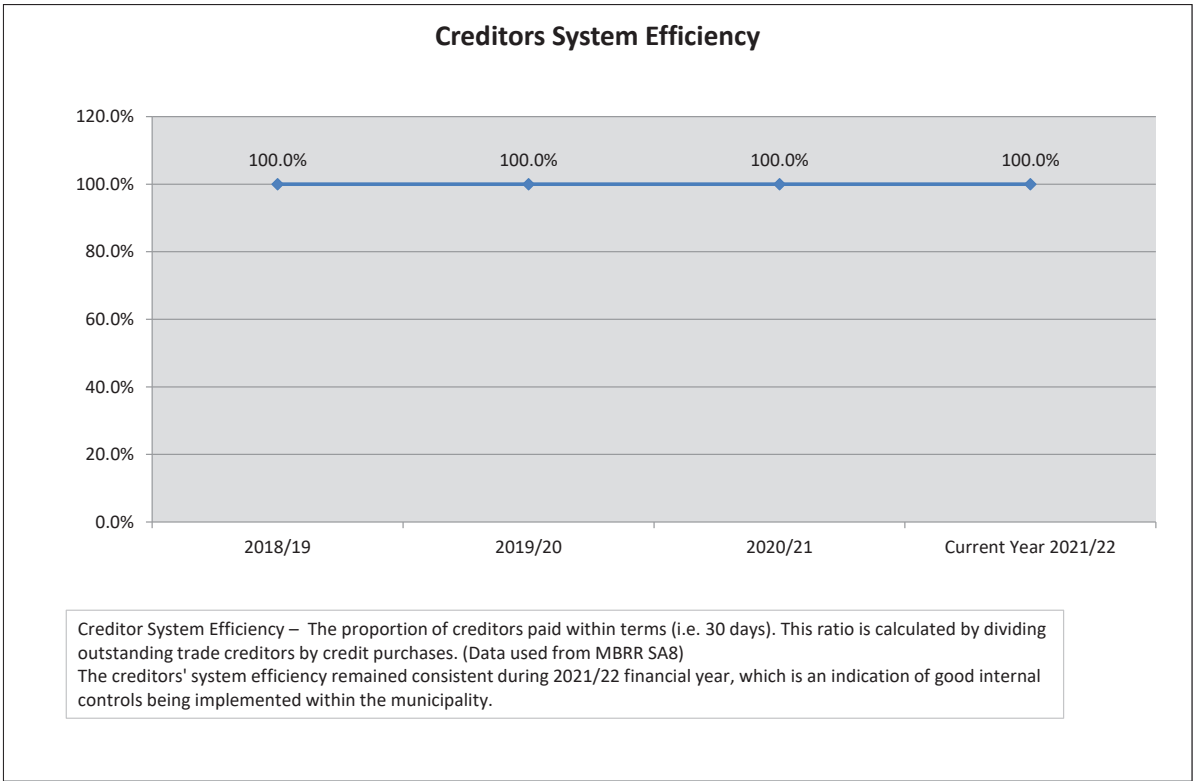 Creditors System Efficiency
120.0%
100.0% 100.0% 100.0% 100.0%
100.0%
80.0%
60.0%
40.0%
20.0%
0.0%
2018/19 2019/20 2020/21 Current Year 2021/22
Creditor System Efficiency – The proportion of creditors paid within terms (i.e. 30 days). This ratio is calculated by dividing
outstanding trade creditors by credit purchases. (Data used from MBRR SA8)
The creditors' system efficiency remained consistent during 2021/22 financial year, which is an indication of good internal
controls being implemented within the municipality.